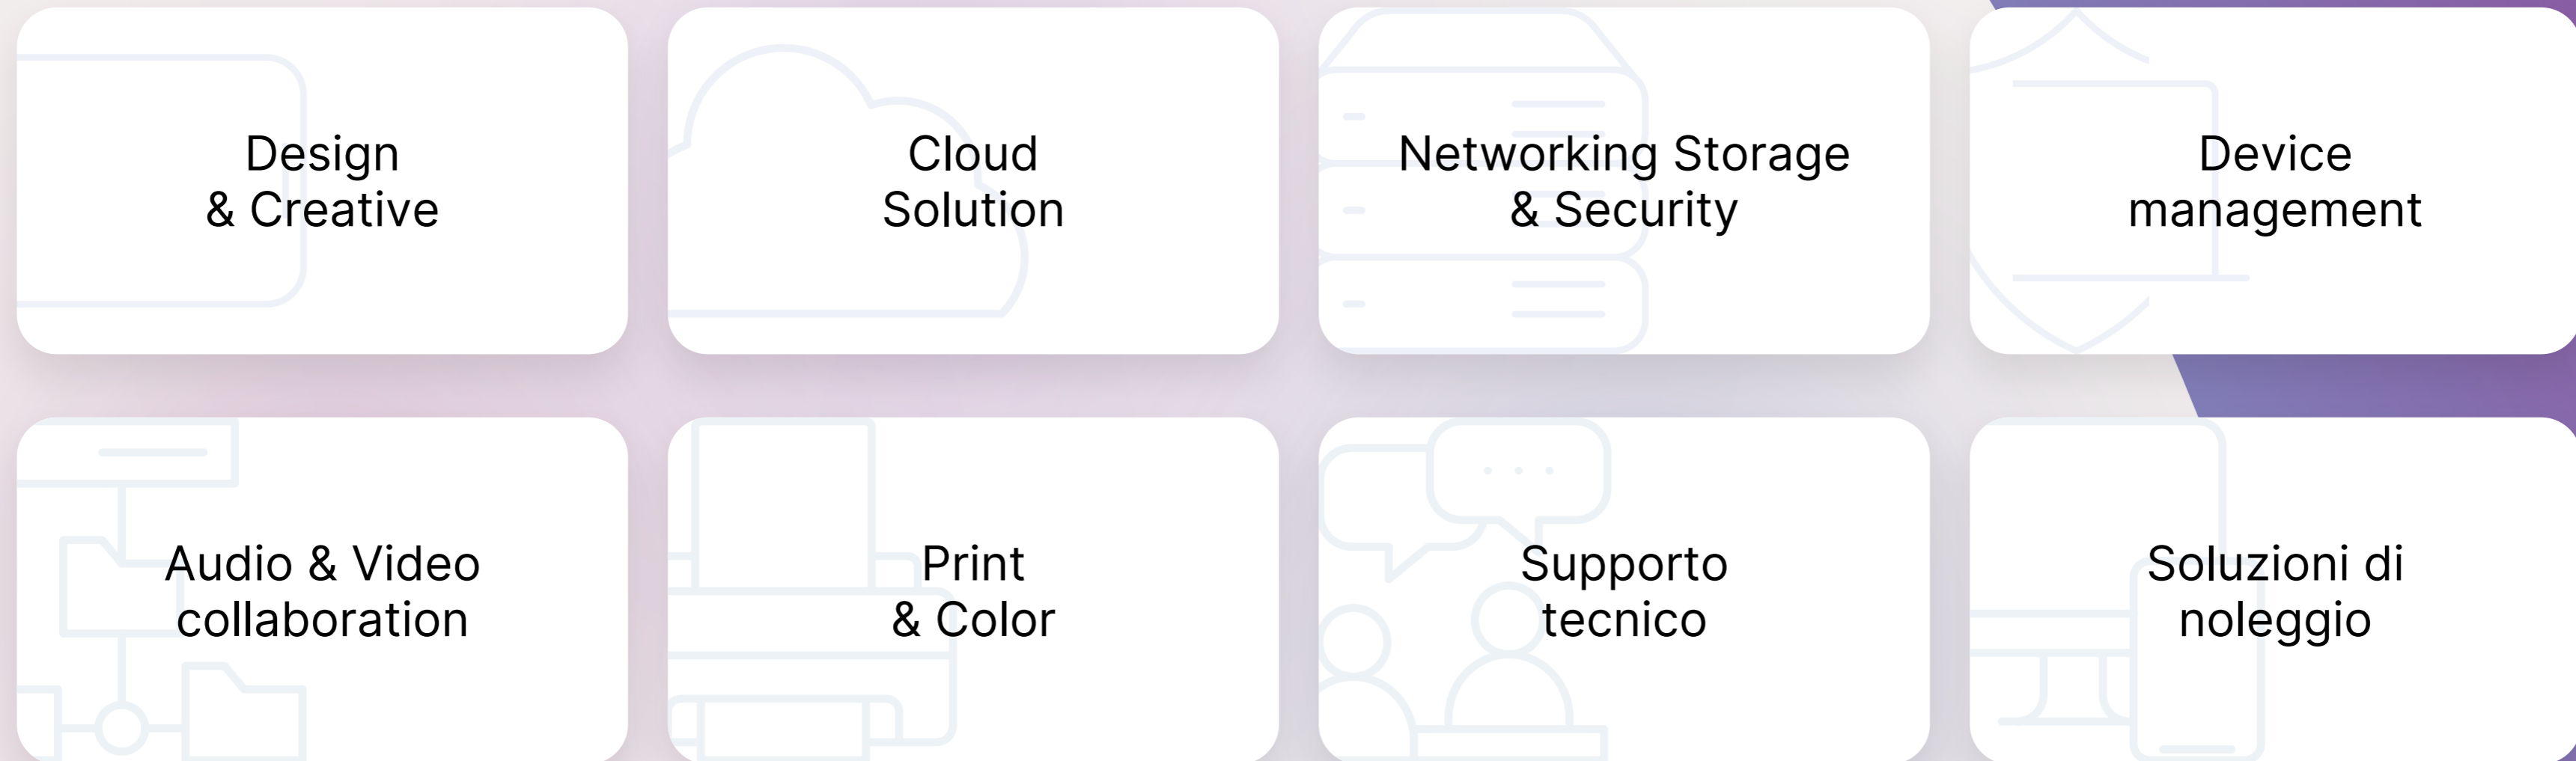 Design
& Creative
Cloud
Solution
Networking Storage
& Security
Device
management
Audio & Video
collaboration
Print
& Color
Supporto
tecnico
Soluzioni di
noleggio